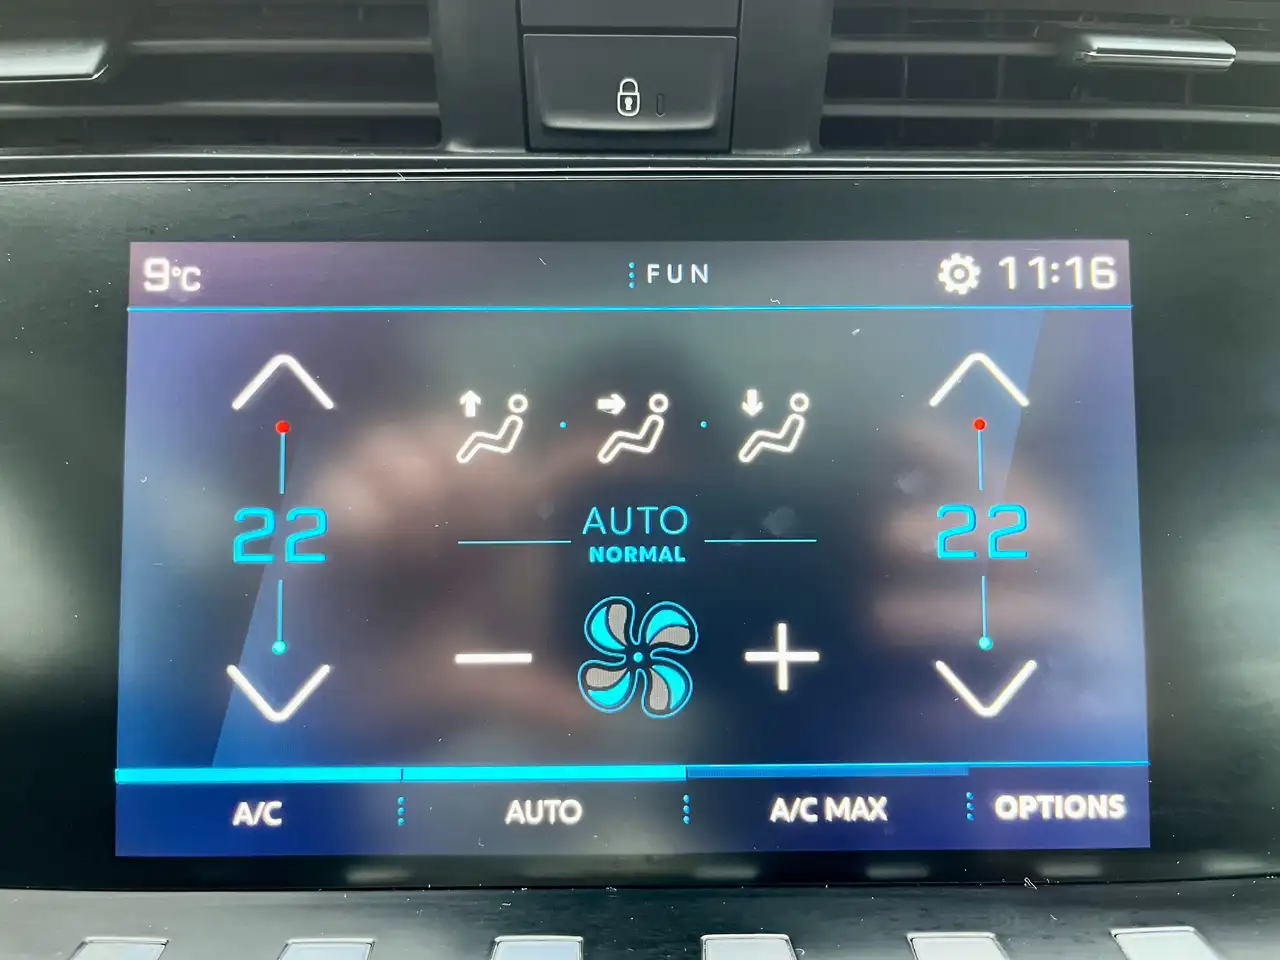 9°C
FUN
11:16
22
AUTO
NORMAL
22
A/C
AUTO
A/C MAX
OPTIONS